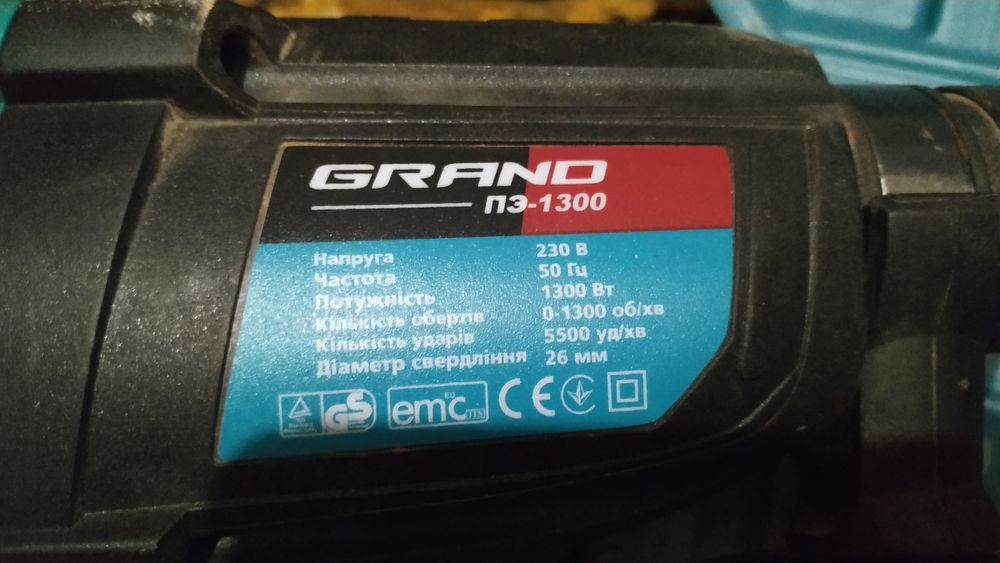 GRAND
ПЭ-1300
Напруга 230 В
Частота 50 Гц
Потужність 1300 Вт
Кількість обертів 0-1300 об/хв
Кількість ударів 5500 уд/хв
Діаметр свердління 26 мм
GS emc EU CE